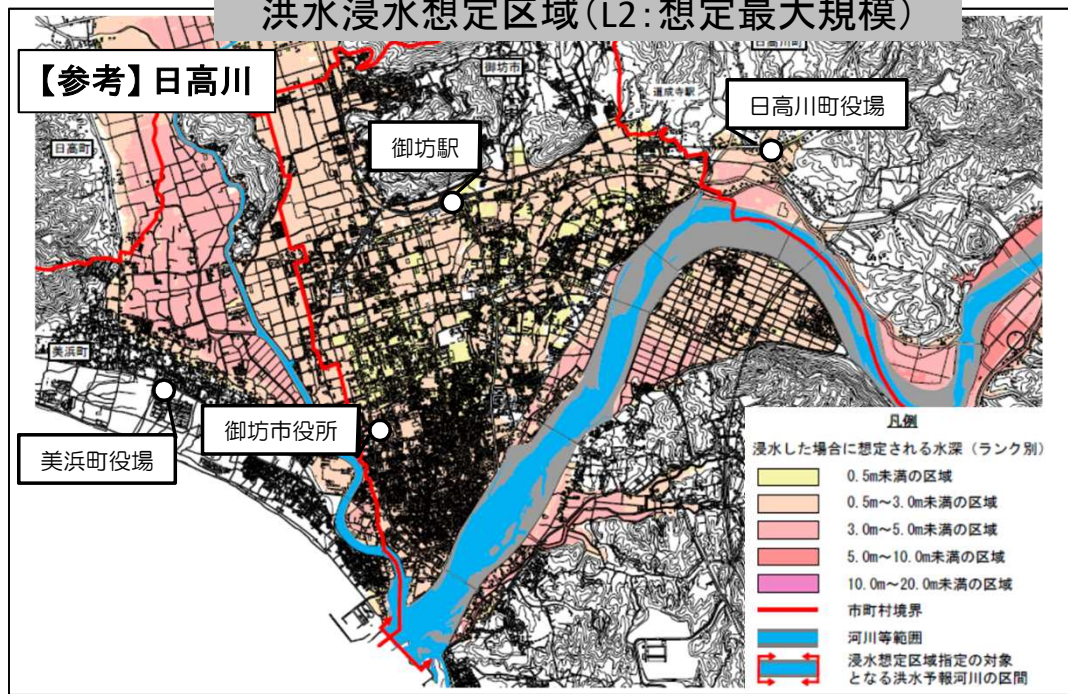 洪水浸水想定区域(L2:想定最大規模)
【参考】日高川
日高川町
御坊市
道成寺駅
日高川町役場
御坊駅
日高町
美浜町
御坊市役所
美浜町役場
凡例
浸水した場合に想定される水深(ランク別)
0.5m未満の区域
0.5m～3.0m未満の区域
3.0m～5.0m未満の区域
5.0m～10.0m未満の区域
10.0m～20.0m未満の区域
市町村境界
河川等範囲
浸水想定区域指定の対象
となる洪水予報河川の区間